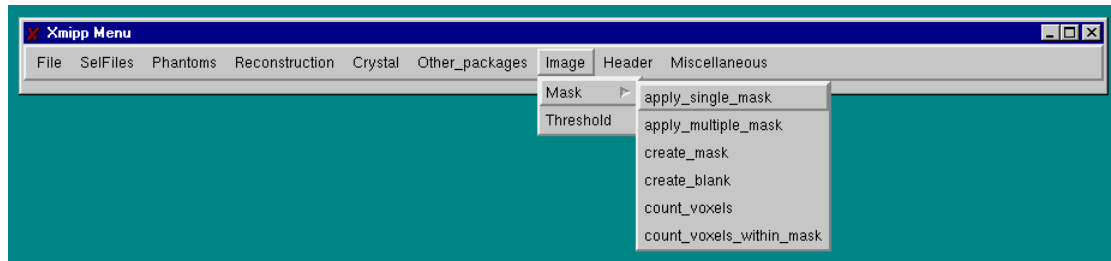 Xmipp Menu
File SelFiles Phantoms Reconstruction Crystal Other_packages Image Header Miscellaneous
Mask
Threshold
apply_single_mask
apply_multiple_mask
create_mask
create_blank
count_voxels
count_voxels_within_mask